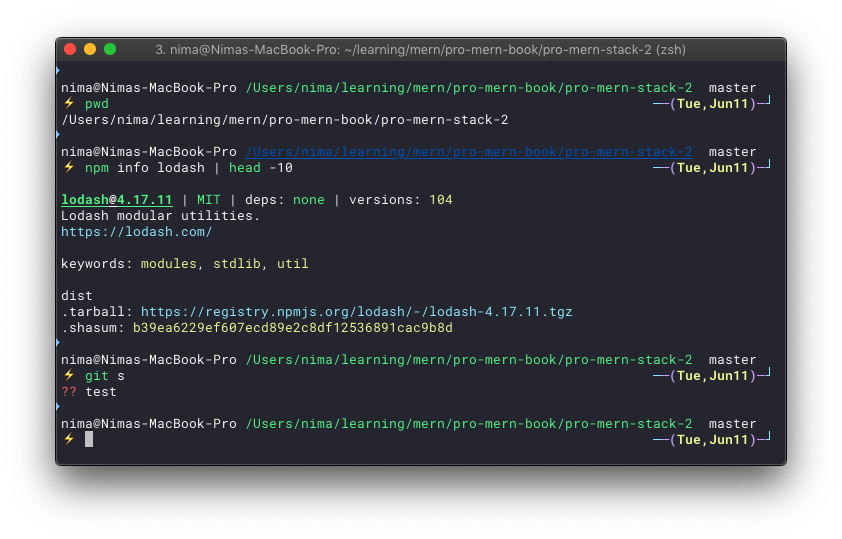 3. nima@Nimas-MacBook-Pro: ~/learning/mern/pro-mern-book/pro-mern-stack-2 (zsh)
nima@Nimas-MacBook-Pro /Users/nima/learning/mern/pro-mern-book/pro-mern-stack-2  master
⚡ pwd ──(Tue,Jun11)─┘
/Users/nima/learning/mern/pro-mern-book/pro-mern-stack-2
nima@Nimas-MacBook-Pro /Users/nima/learning/mern/pro-mern-book/pro-mern-stack-2  master
⚡ npm info lodash | head -10 ──(Tue,Jun11)─┘
lodash@4.17.11 | MIT | deps: none | versions: 104
Lodash modular utilities.
https://lodash.com/
keywords: modules, stdlib, util
dist
.tarball: https://registry.npmjs.org/lodash/-/lodash-4.17.11.tgz
.shasum: b39ea6229ef607ecd89e2c8df12536891cac9b8d
nima@Nimas-MacBook-Pro /Users/nima/learning/mern/pro-mern-book/pro-mern-stack-2  master
⚡ git s ──(Tue,Jun11)─┘
?? test
nima@Nimas-MacBook-Pro /Users/nima/learning/mern/pro-mern-book/pro-mern-stack-2  master
⚡ ──(Tue,Jun11)─┘